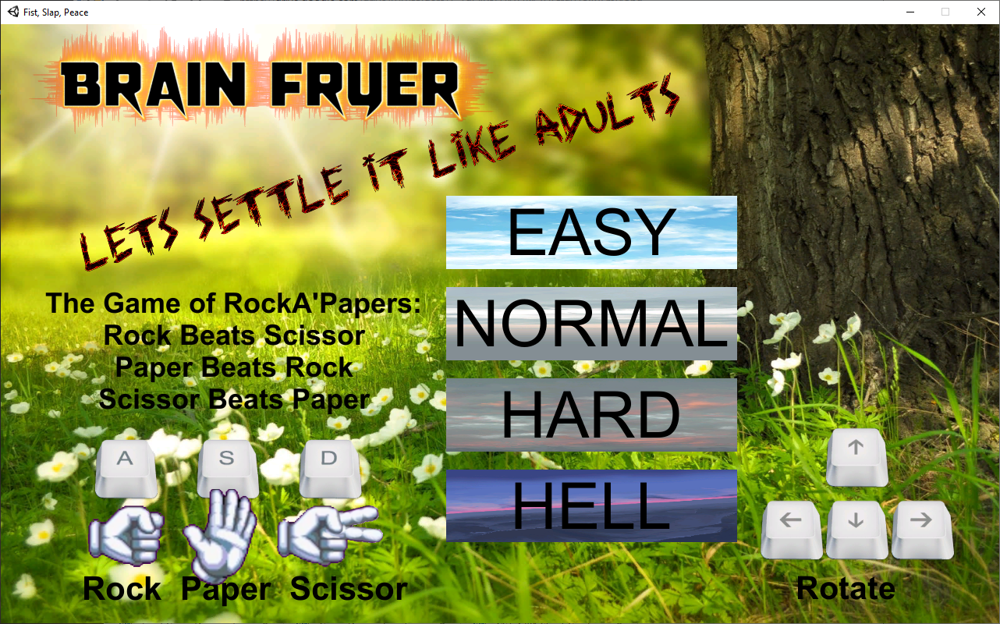 Fist, Slap, Peace
BRAIN FRYER
LETS SETTLE IT LIKE ADULTS
EASY
NORMAL
HARD
HELL
The Game of RockA'Papers:
Rock Beats Scissor
Paper Beats Rock
Scissor Beats Paper
A S D
Rock Paper Scissor
↑
← ↓ →
Rotate